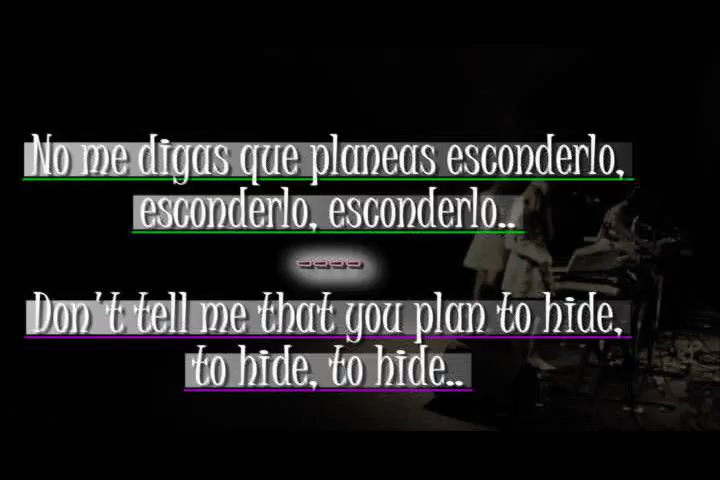 No me digas que planeas esconderlo,
esconderlo, esconderlo..
Don't tell me that you plan to hide,
to hide, to hide..